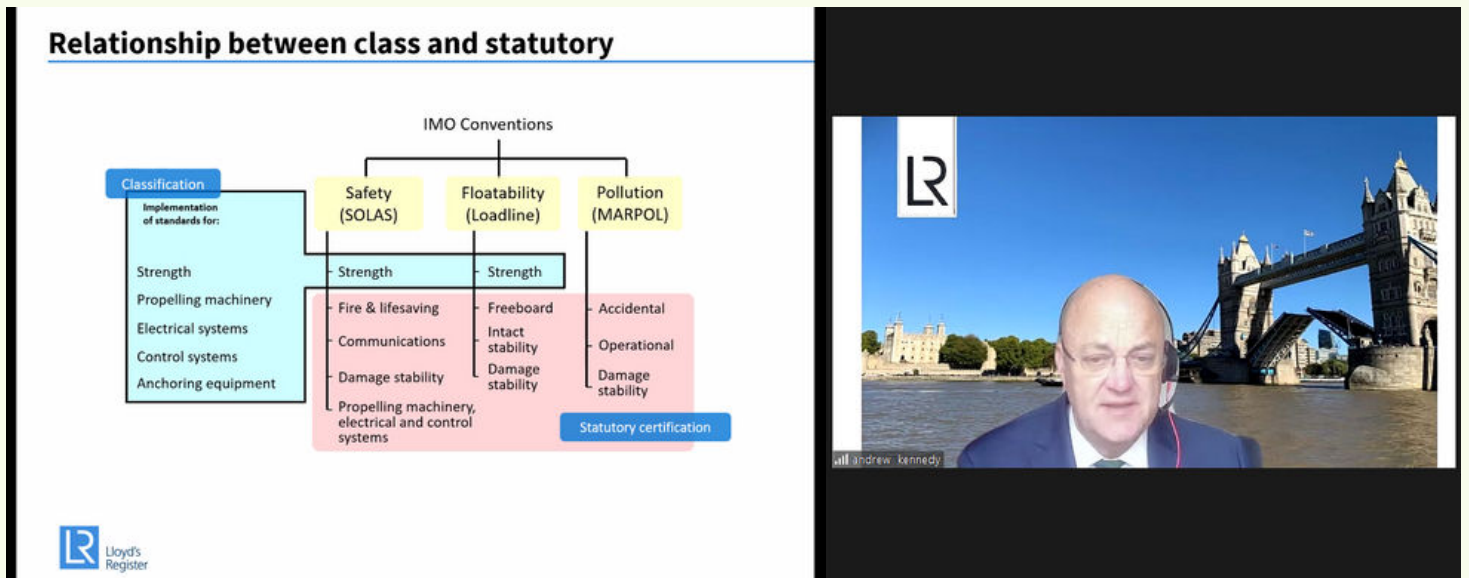 Relationship between class and statutory
IMO Conventions
Classification
Implementation
of standards for:
Strength
Propelling machinery
Electrical systems
Control systems
Anchoring equipment
Safety
(SOLAS)
Strength
Fire & lifesaving
Communications
Damage stability
Propelling machinery,
electrical and control
systems
Floatability
(Loadline)
Strength
Freeboard
Intact
stability
Damage
stability
Pollution
(MARPOL)
Accidental
Operational
Damage
stability
Statutory certification
LR
Lloyd's
Register
LR
andrew kennedy